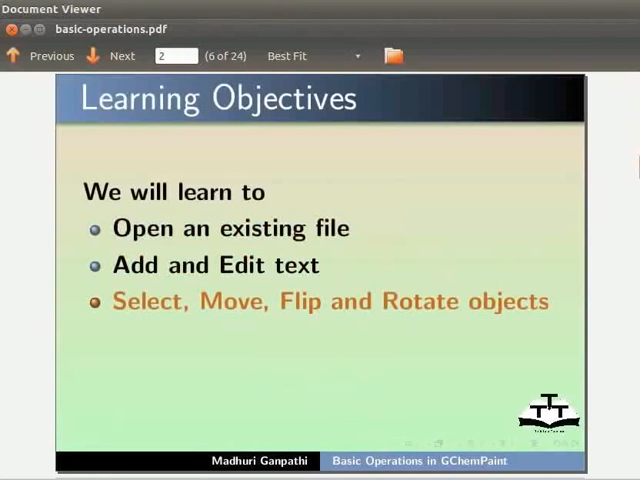 Document Viewer
basic-operations.pdf
Previous Next 2 (6 of 24) Best Fit
Learning Objectives
We will learn to
Open an existing file
Add and Edit text
Select, Move, Flip and Rotate objects
Madhuri Ganpathi Basic Operations in GChemPaint